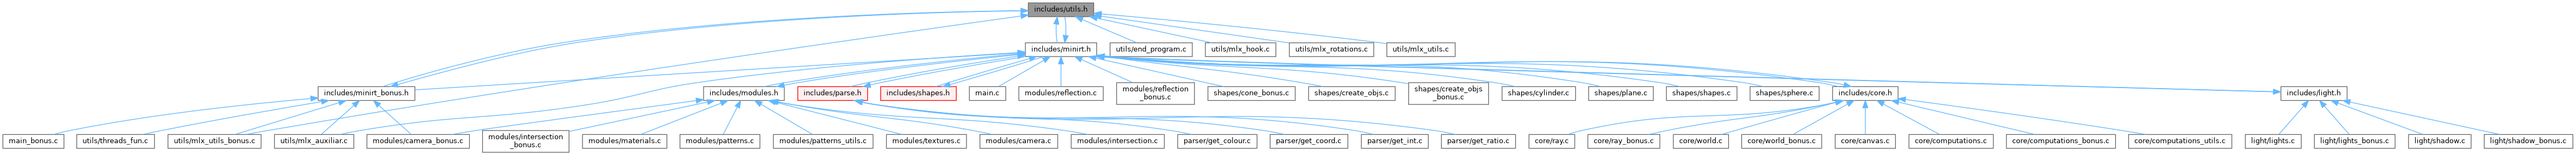 includes/utils.h
includes/minirt.h
utils/end_program.c
utils/mlx_hook.c
utils/mlx_rotations.c
utils/mlx_utils.c
includes/minirt_bonus.h
includes/modules.h
includes/parse.h
includes/shapes.h
main.c
modules/reflection.c
modules/reflection
_bonus.c
shapes/cone_bonus.c
shapes/create_objs.c
shapes/create_objs
_bonus.c
shapes/cylinder.c
shapes/plane.c
shapes/shapes.c
shapes/sphere.c
includes/core.h
includes/light.h
main_bonus.c
utils/threads_fun.c
utils/mlx_utils_bonus.c
utils/mlx_auxiliar.c
modules/camera_bonus.c
modules/intersection
_bonus.c
modules/materials.c
modules/patterns.c
modules/patterns_utils.c
modules/textures.c
modules/camera.c
modules/intersection.c
parser/get_colour.c
parser/get_coord.c
parser/get_int.c
parser/get_ratio.c
core/ray.c
core/ray_bonus.c
core/world.c
core/world_bonus.c
core/canvas.c
core/computations.c
core/computations_bonus.c
core/computations_utils.c
light/lights.c
light/lights_bonus.c
light/shadow.c
light/shadow_bonus.c